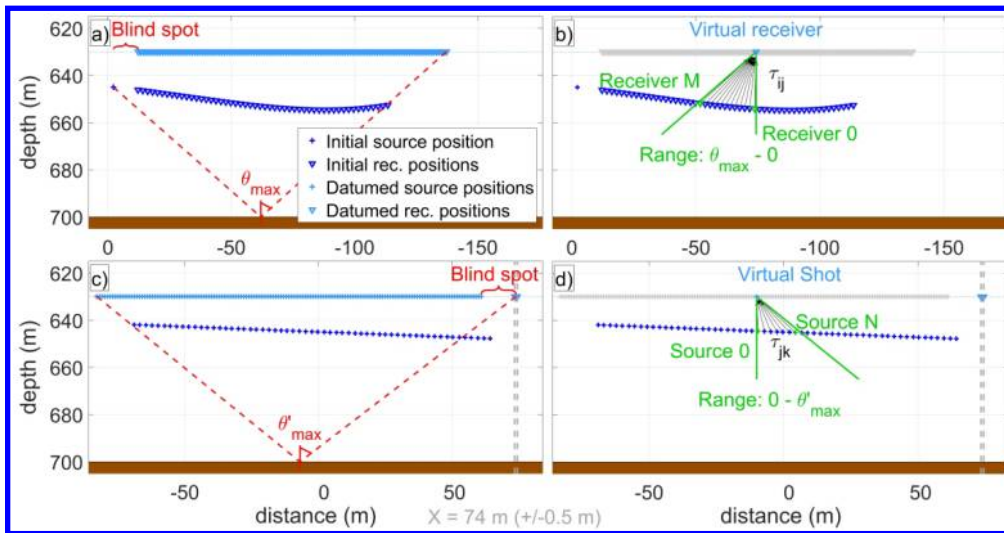 a)
Blind spot
620
640
660
680
700
depth (m)
θmax
Initial source position
Initial rec. positions
Datumed source positions
Datumed rec. positions
0
-50
-100
-150
b)
Virtual receiver
Receiver M
τij
Receiver 0
Range: θmax - 0
0
-50
-100
-150
c)
Blind spot
620
640
660
680
700
depth (m)
θ'max
-50
0
50
distance (m)
X = 74 m (+/-0.5 m)
d)
Virtual Shot
Source N
Source 0
τjk
Range: 0 - θ'max
-50
0
50
distance (m)